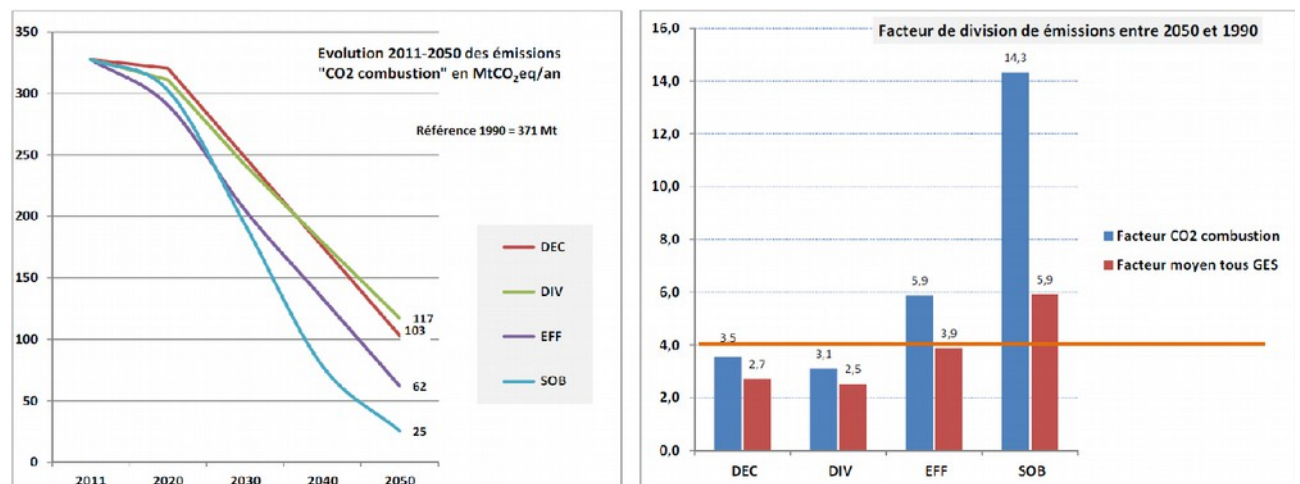 350
300
250
200
150
100
50
0
Evolution 2011-2050 des émissions
"CO2 combustion" en MtCO₂eq/an
Référence 1990 = 371 Mt
DEC
DIV
EFF
SOB
117
103
62
25
2011 2020 2030 2040 2050
Facteur de division de émissions entre 2050 et 1990
16,0
14,0
12,0
10,0
8,0
6,0
4,0
2,0
0,0
3,5
2,7
3,1
2,5
5,9
3,9
14,3
5,9
DEC DIV EFF SOB
Facteur CO2 combustion
Facteur moyen tous GES